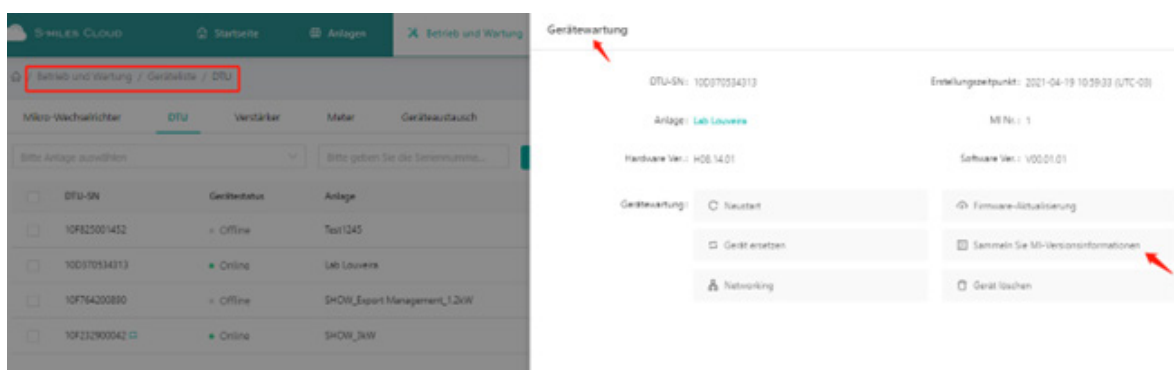 S-MILES CLOUD Startseite Anlagen Betrieb und Wartung
/ Betrieb und Wartung / Geräteliste / DTU
Mikro-Wechselrichter DTU Verstärker Meter Geräteaustausch
Bitte Anlage auswählen Bitte geben Sie die Seriennumme...
DTU-SN Gerätestatus Anlage
10F825001452 Offline Test1245
10D370534313 Online Lab Louveira
10F764200830 Offline SHOW_Export Management_1.2kW
10F232900042 Online SHOW_3kW
Gerätewartung
DTU-SN: 10D370534313 Erstellungszeitpunkt: 2021-04-19 10:59:33 (UTC-03)
Anlage: Lab Louveira MI Nr.: 1
Hardware Ver.: H08.14.01 Software Ver.: V00.01.01
Gerätewartung: Neustart Firmware-Aktualisierung
Gerät ersetzen Sammeln Sie MI-Versionsinformationen
Networking Gerät löschen